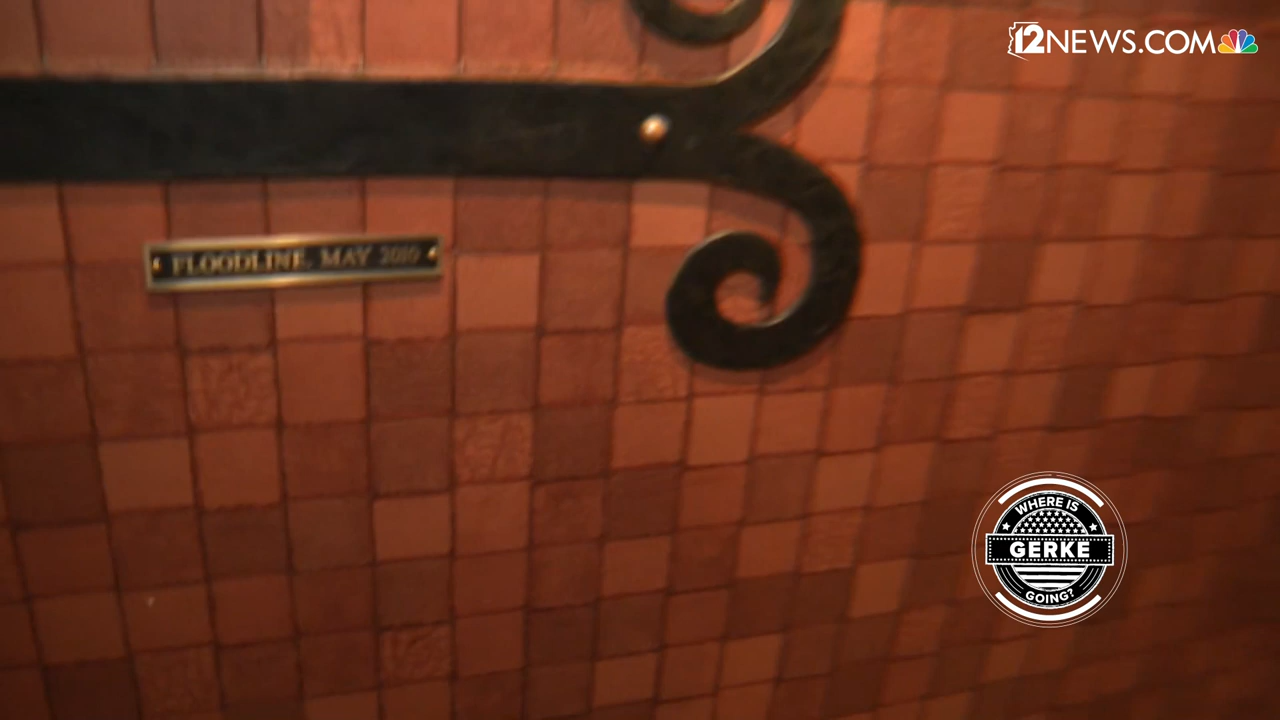 12NEWS.COM
FLOODLINE, MAY 2010
WHERE IS
GERKE
GOING?